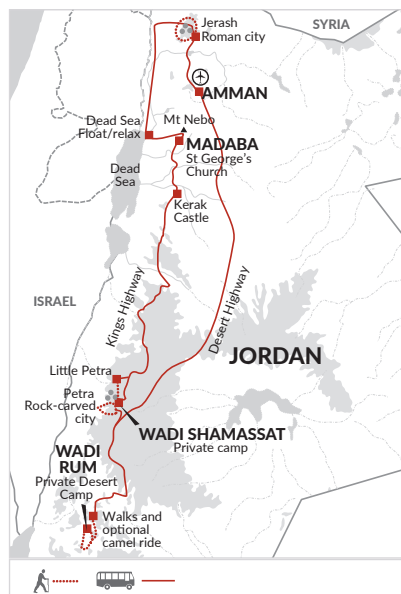 Jerash
Roman city
SYRIA
AMMAN
Dead Sea
Float/relax
Mt Nebo
MADABA
St George's
Church
Dead
Sea
Kerak
Castle
ISRAEL
Kings Highway
Desert Highway
JORDAN
Little Petra
Petra
Rock-carved
city
WADI SHAMASSAT
Private camp
WADI
RUM
Private Desert
Camp
Walks and
optional
camel ride